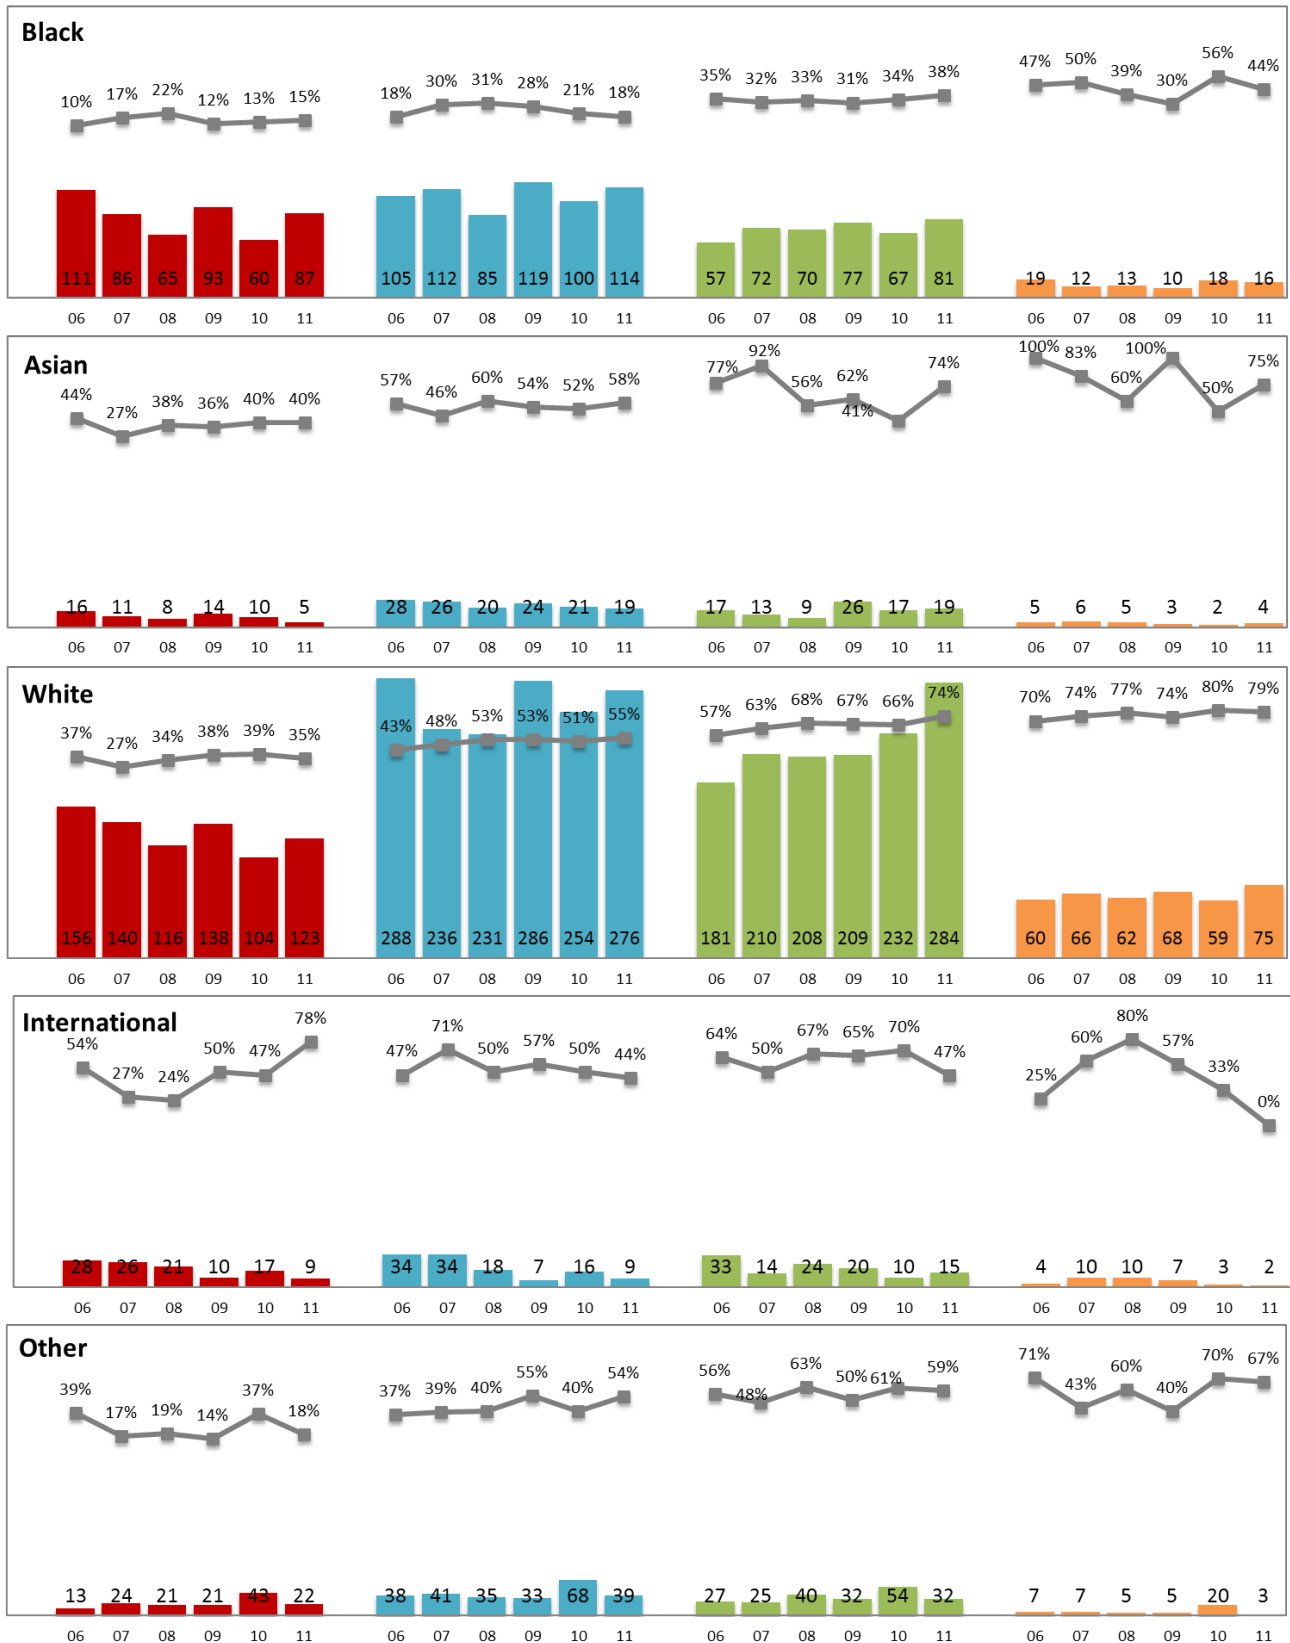 Black
10% 17% 22% 12% 13% 15% 18% 30% 31% 28% 21% 18% 35% 32% 33% 31% 34% 38% 47% 50% 39% 30% 56% 44%
111 86 65 93 60 87 105 112 85 119 100 114 57 72 70 77 67 81 19 12 13 10 18 16
06 07 08 09 10 11 06 07 08 09 10 11 06 07 08 09 10 11 06 07 08 09 10 11
Asian
44% 27% 38% 36% 40% 40% 57% 46% 60% 54% 52% 58% 77% 92% 56% 62% 41% 74% 100% 83% 60% 100% 50% 75%
16 11 8 14 10 5 28 26 20 24 21 19 17 13 9 26 17 19 5 6 5 3 2 4
06 07 08 09 10 11 06 07 08 09 10 11 06 07 08 09 10 11 06 07 08 09 10 11
White
37% 27% 34% 38% 39% 35% 43% 48% 53% 53% 51% 55% 57% 63% 68% 67% 66% 74% 70% 74% 77% 74% 80% 79%
156 140 116 138 104 123 288 236 231 286 254 276 181 210 208 209 232 284 60 66 62 68 59 75
06 07 08 09 10 11 06 07 08 09 10 11 06 07 08 09 10 11 06 07 08 09 10 11
International
54% 27% 24% 50% 47% 78% 47% 71% 50% 57% 50% 44% 64% 50% 67% 65% 70% 47% 25% 60% 80% 57% 33% 0%
28 26 21 10 17 9 34 34 18 7 16 9 33 14 24 20 10 15 4 10 10 7 3 2
06 07 08 09 10 11 06 07 08 09 10 11 06 07 08 09 10 11 06 07 08 09 10 11
Other
39% 17% 19% 14% 37% 18% 37% 39% 40% 55% 40% 54% 56% 48% 63% 50% 61% 59% 71% 43% 60% 40% 70% 67%
13 24 21 21 43 22 38 41 35 33 68 39 27 25 40 32 54 32 7 7 5 5 20 3
06 07 08 09 10 11 06 07 08 09 10 11 06 07 08 09 10 11 06 07 08 09 10 11